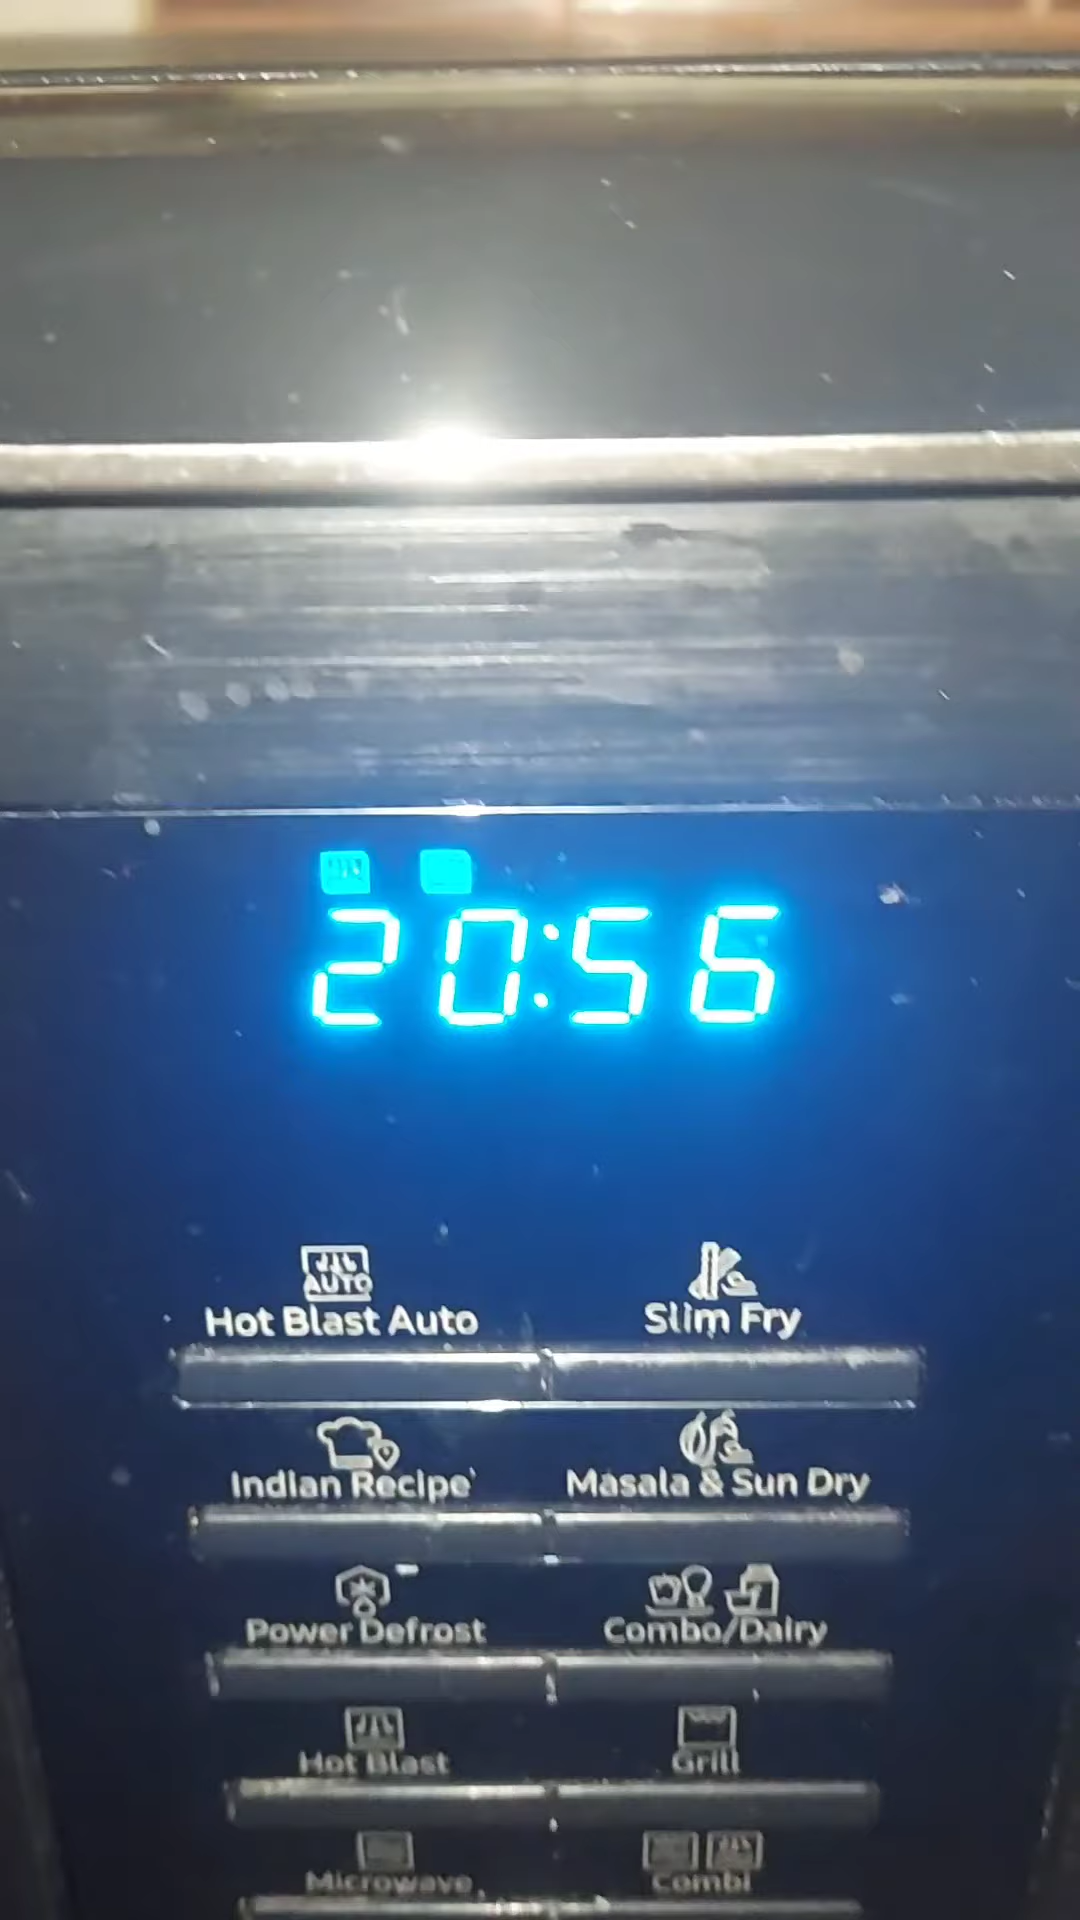 20:56
AUTO
Hot Blast Auto
Slim Fry
Indian Recipe
Masala & Sun Dry
Power Defrost
Combo/Dairy
Hot Blast
Grill
Microwave
Combi